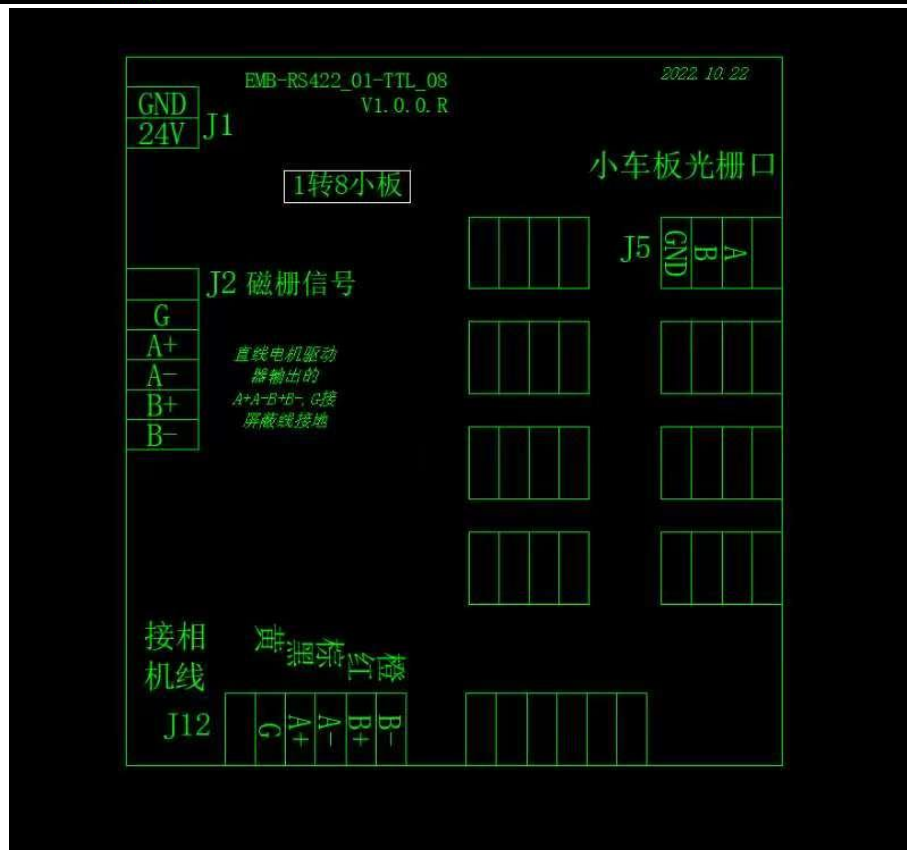 EMB-RS422_01-TTL_08
V1.0.0.R
2022.10.22
GND
24V
J1
小车板光栅口
1转8小板
J5
GND
B
A
J2 磁栅信号
G
A+
A-
B+
B-
直线电机驱动
器输出的
A+A-B+B-,G接
屏蔽线接地
接相
机线
黄
黑
棕
红
橙
J12
G
A+
A-
B+
B-